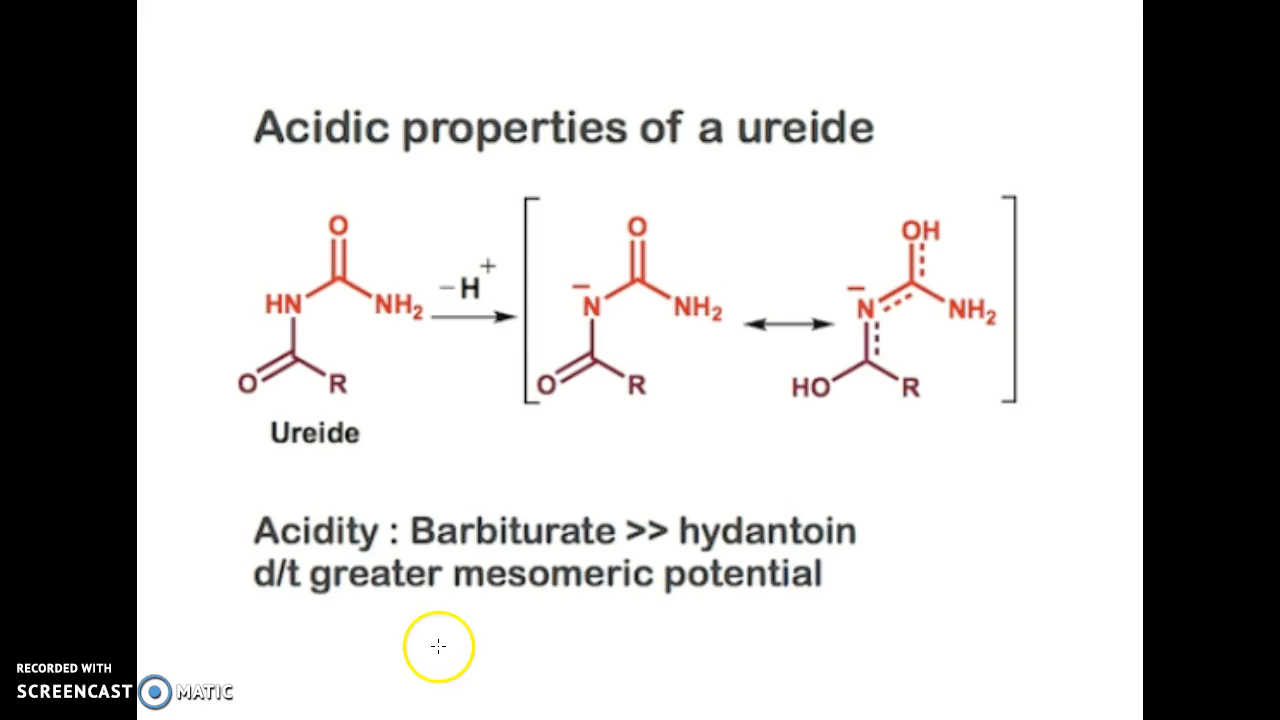 Acidic properties of a ureide
O
HN
NH₂
O
R
Ureide
–H⁺
O
–
N
NH₂
O
R
OH
–
N
NH₂
HO
R
Acidity : Barbiturate >> hydantoin
d/t greater mesomeric potential
RECORDED WITH
SCREENCAST MATIC